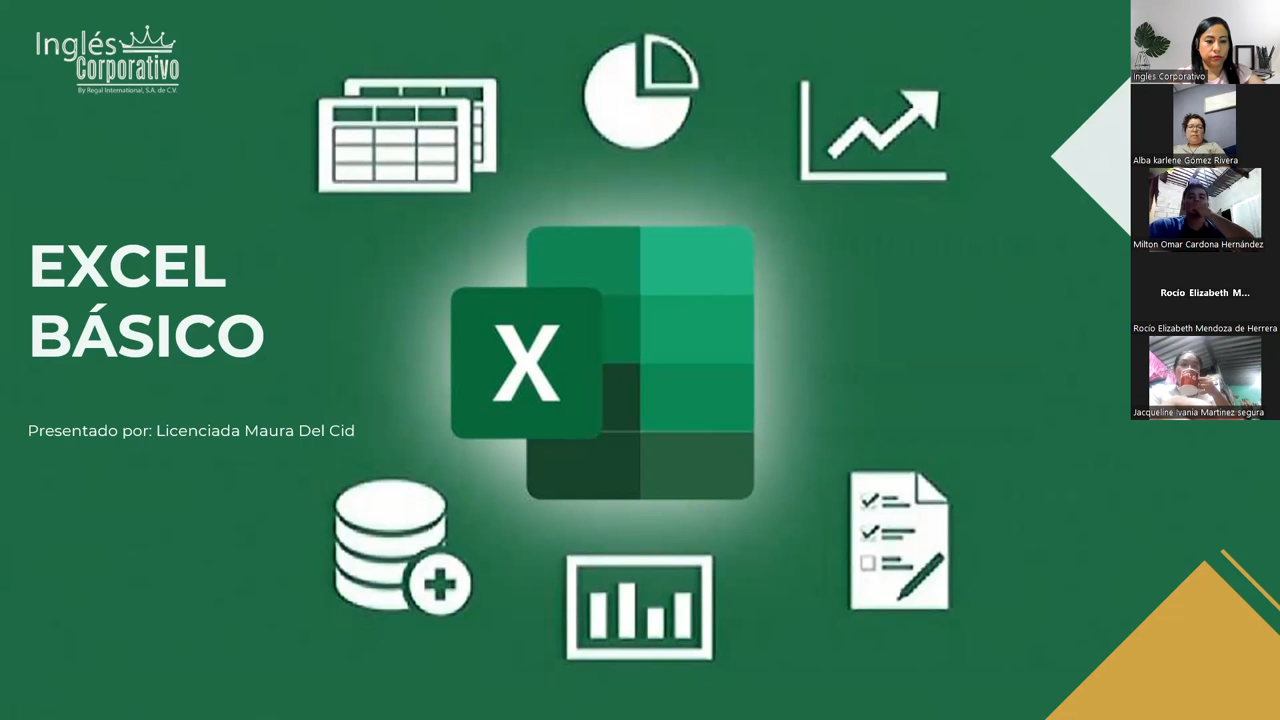 Inglés
Corporativo
By Regal International, S.A. de C.V.
EXCEL
BÁSICO
Presentado por: Licenciada Maura Del Cid
X
Ingles Corporativo
Alba karlene Gómez Rivera
Milton Omar Cardona Hernández
Rocío Elizabeth M...
Rocío Elizabeth Mendoza de Herrera
Jacqueline Ivania Martinez segura